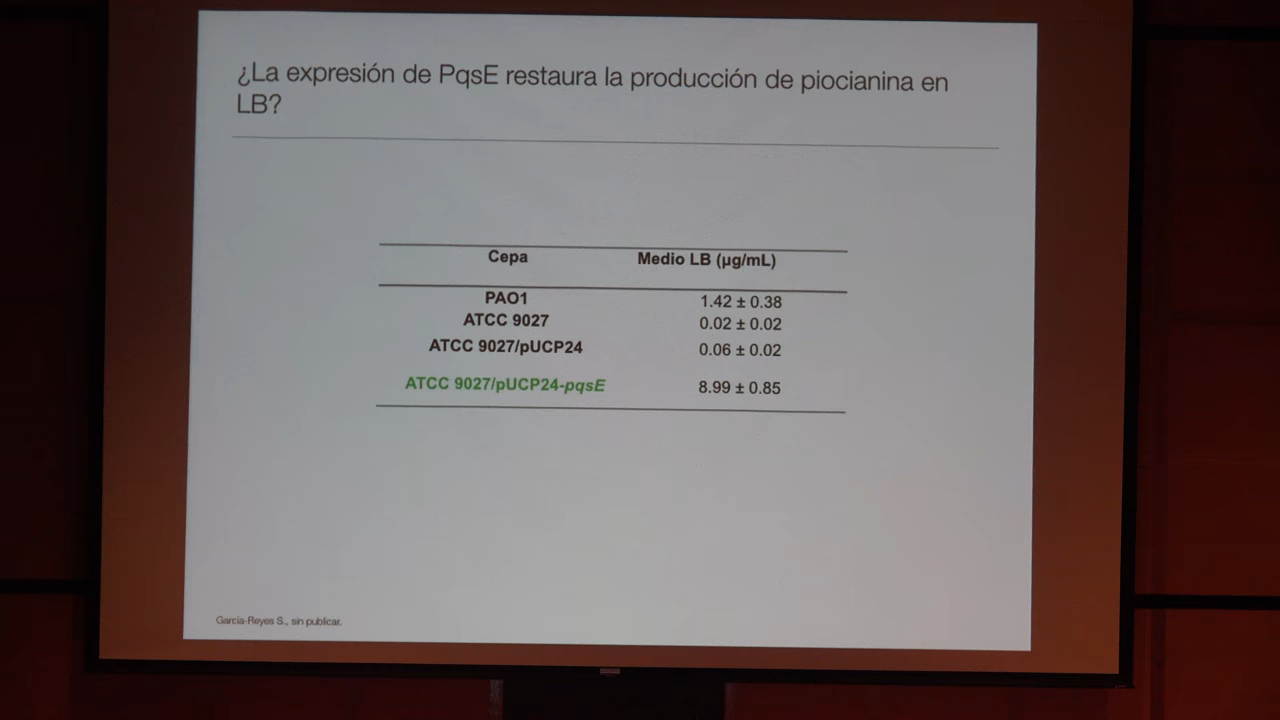 ¿La expresión de PqsE restaura la producción de piocianina en
LB?
Cepa Medio LB (µg/mL)
PAO1 1.42 ± 0.38
ATCC 9027 0.02 ± 0.02
ATCC 9027/pUCP24 0.06 ± 0.02
ATCC 9027/pUCP24-pqsE 8.99 ± 0.85
García-Reyes S., sin publicar.